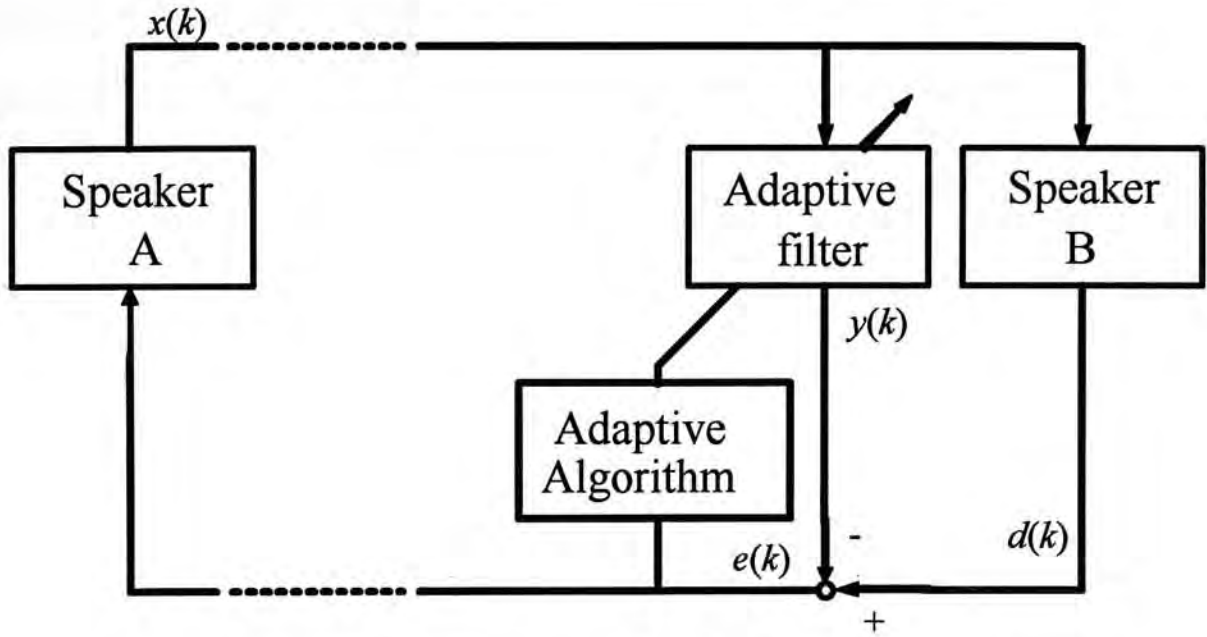 x(k)
Speaker
A
Adaptive
filter
Speaker
B
y(k)
Adaptive
Algorithm
e(k)
-
d(k)
+